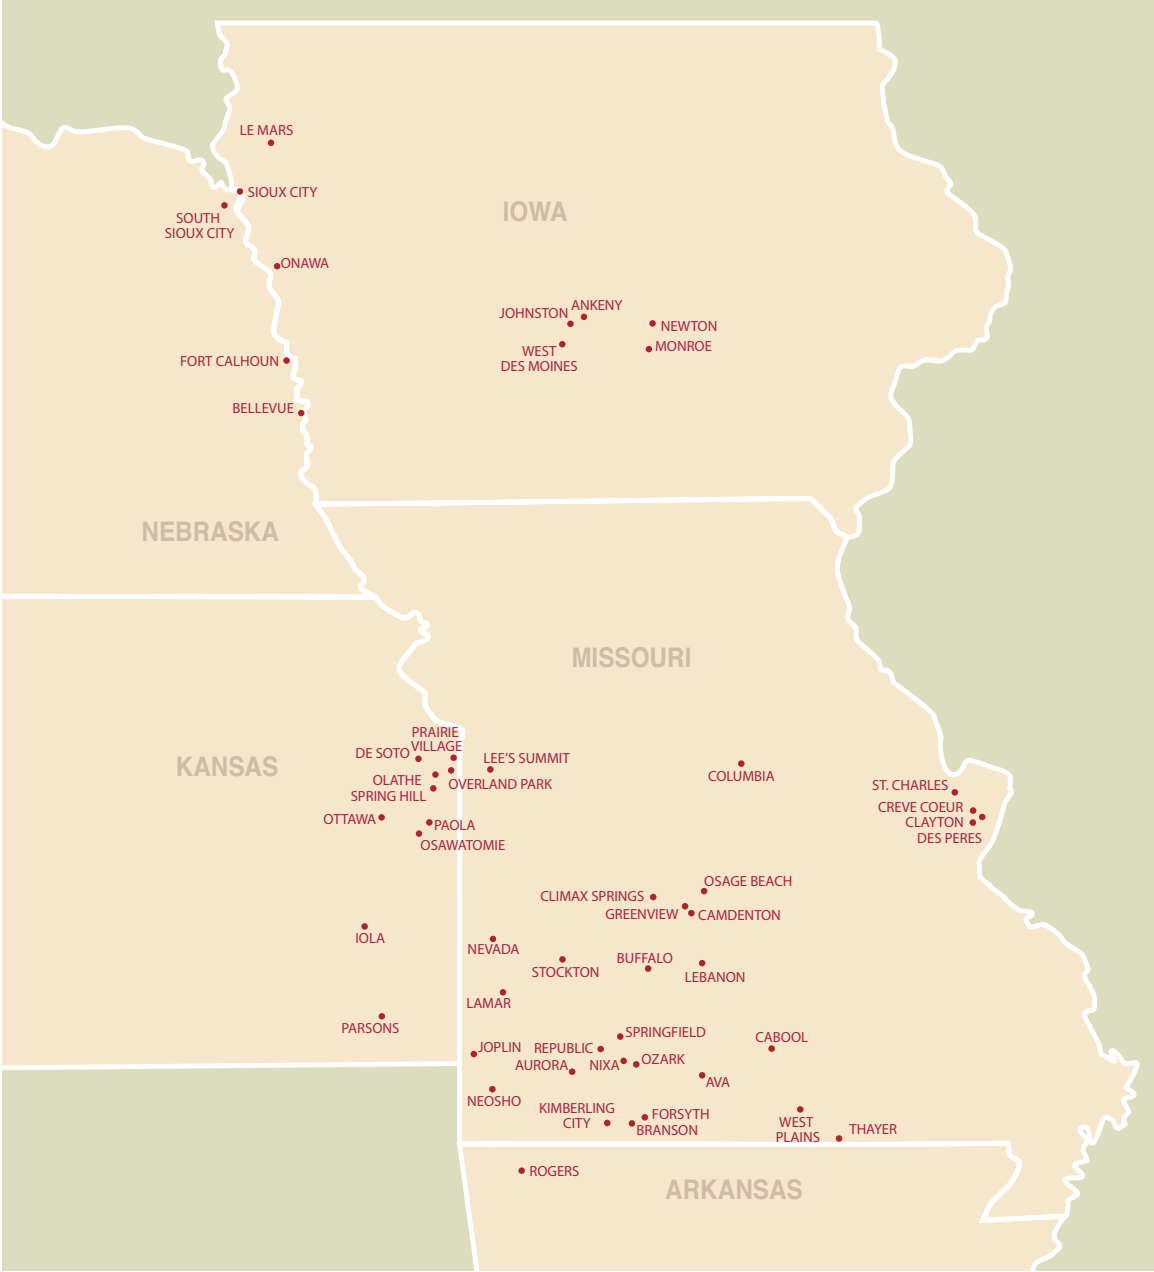 LE MARS
SIOUX CITY
SOUTH
SIOUX CITY
IOWA
ONAWA
ANKENY
JOHNSTON
NEWTON
WEST
DES MOINES
MONROE
FORT CALHOUN
BELLEVUE
NEBRASKA
MISSOURI
PRAIRIE
VILLAGE
DE SOTO
LEE'S SUMMIT
KANSAS
OLATHE
OVERLAND PARK
SPRING HILL
COLUMBIA
ST. CHARLES
CREVE COEUR
CLAYTON
DES PERES
OTTAWA
PAOLA
OSAWATOMIE
OSAGE BEACH
CLIMAX SPRINGS
GREENVIEW
CAMDENTON
IOLA
NEVADA
STOCKTON
BUFFALO
LEBANON
LAMAR
PARSONS
SPRINGFIELD
CABOOL
JOPLIN
REPUBLIC
AURORA
NIXA
OZARK
AVA
NEOSHO
KIMBERLING
CITY
FORSYTH
BRANSON
WEST
PLAINS
THAYER
ROGERS
ARKANSAS